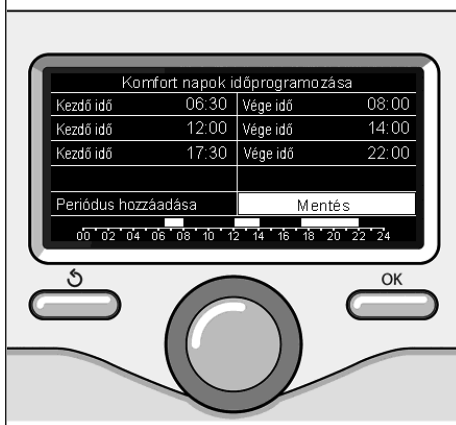 Komfort napok időprogramozása
Kezdő idő 06:30 Vége idő 08:00
Kezdő idő 12:00 Vége idő 14:00
Kezdő idő 17:30 Vége idő 22:00
Periódus hozzáadása Mentés
00 02 04 06 08 10 12 14 16 18 20 22 24
OK